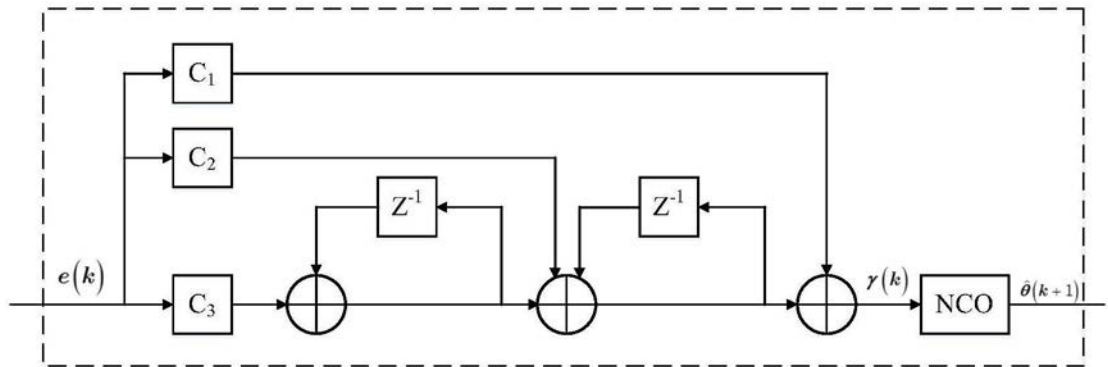 C₁
C₂
Z⁻¹
Z⁻¹
e(k)
C₃
γ(k)
NCO
θ̂(k+1)